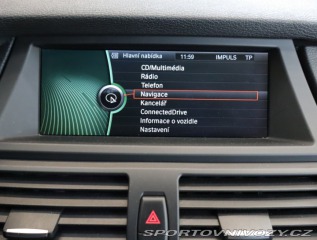 Hlavní nabídka 11:59 IMPULS TP
CD/Multimédia
Rádio
Telefon
Navigace
Kancelář
ConnectedDrive
Informace o vozidle
Nastavení
SPORTOVNIVOZY.CZ